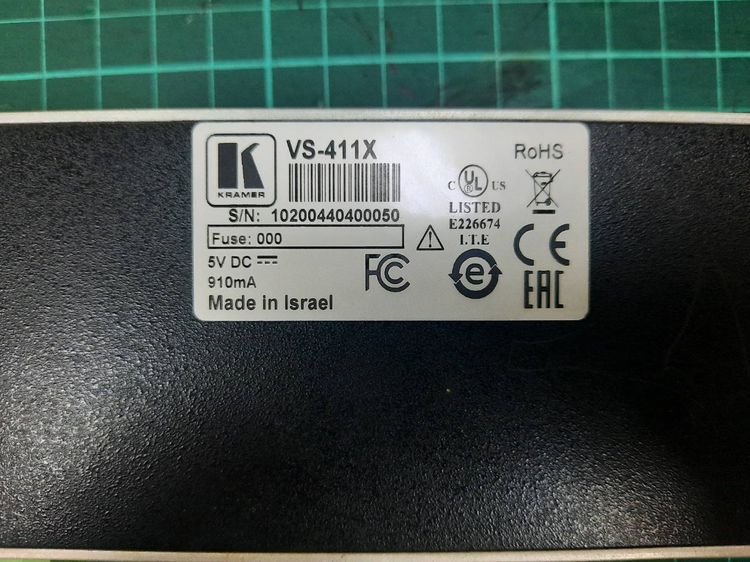 VS-411X
KRAMER
S/N: 10200440400050
Fuse: 000
5V DC
910mA
Made in Israel
RoHS
C UL US
LISTED
E226674
I.T.E
FC
CE
EAC